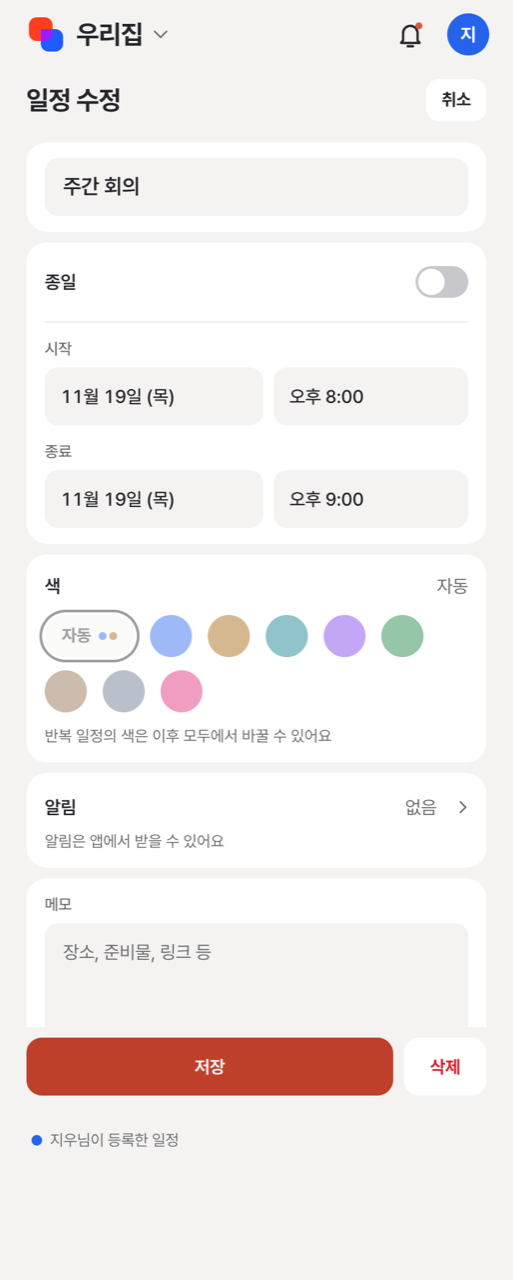 우리집
지
일정 수정
취소
주간 회의
종일
시작
11월 19일 (목)
오후 8:00
종료
11월 19일 (목)
오후 9:00
색
자동
자동
반복 일정의 색은 이후 모두에서 바꿀 수 있어요
알림
없음
알림은 앱에서 받을 수 있어요
메모
장소, 준비물, 링크 등
저장
삭제
지우님이 등록한 일정